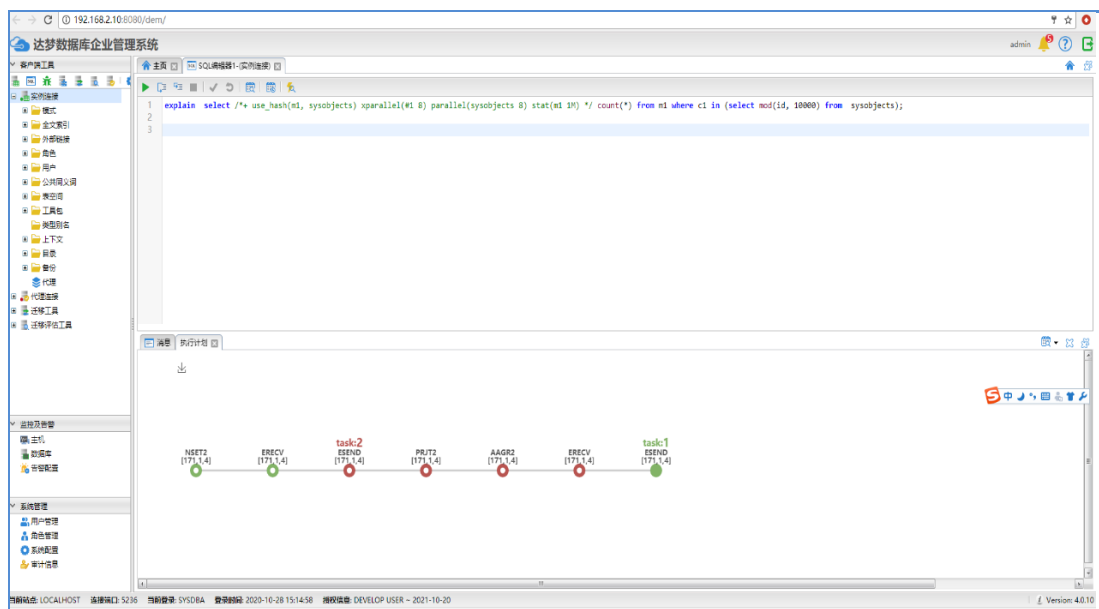 192.168.2.10:8080/dem/
达梦数据库企业管理系统
admin 5
客户端工具
主页 SQL编辑器1-(实例连接)
实例连接
模式
全文索引
外部链接
角色
用户
公共同义词
表空间
工具包
类型别名
上下文
目录
备份
代理
代理连接
迁移工具
迁移评估工具
1 explain select /*+ use_hash(m1, sysobjects) xparallel(#1 8) parallel(sysobjects 8) stat(m1 1M) */ count(*) from m1 where c1 in (select mod(id, 10000) from sysobjects);
2
3
消息 执行计划
中
task:2 task:1
NSET2 ERECV ESEND PRJT2 AAGR2 ERECV ESEND
[171,1,4] [171,1,4] [171,1,4] [171,1,4] [171,1,4] [171,1,4] [171,1,4]
监控及告警
主机
数据库
告警配置
系统管理
用户管理
角色管理
系统配置
审计信息
当前站点: LOCALHOST 连接端口: 5236 当前登录: SYSDBA 登录时间: 2020-10-28 15:14:58 授权信息: DEVELOP USER ~ 2021-10-20 Version: 4.0.10